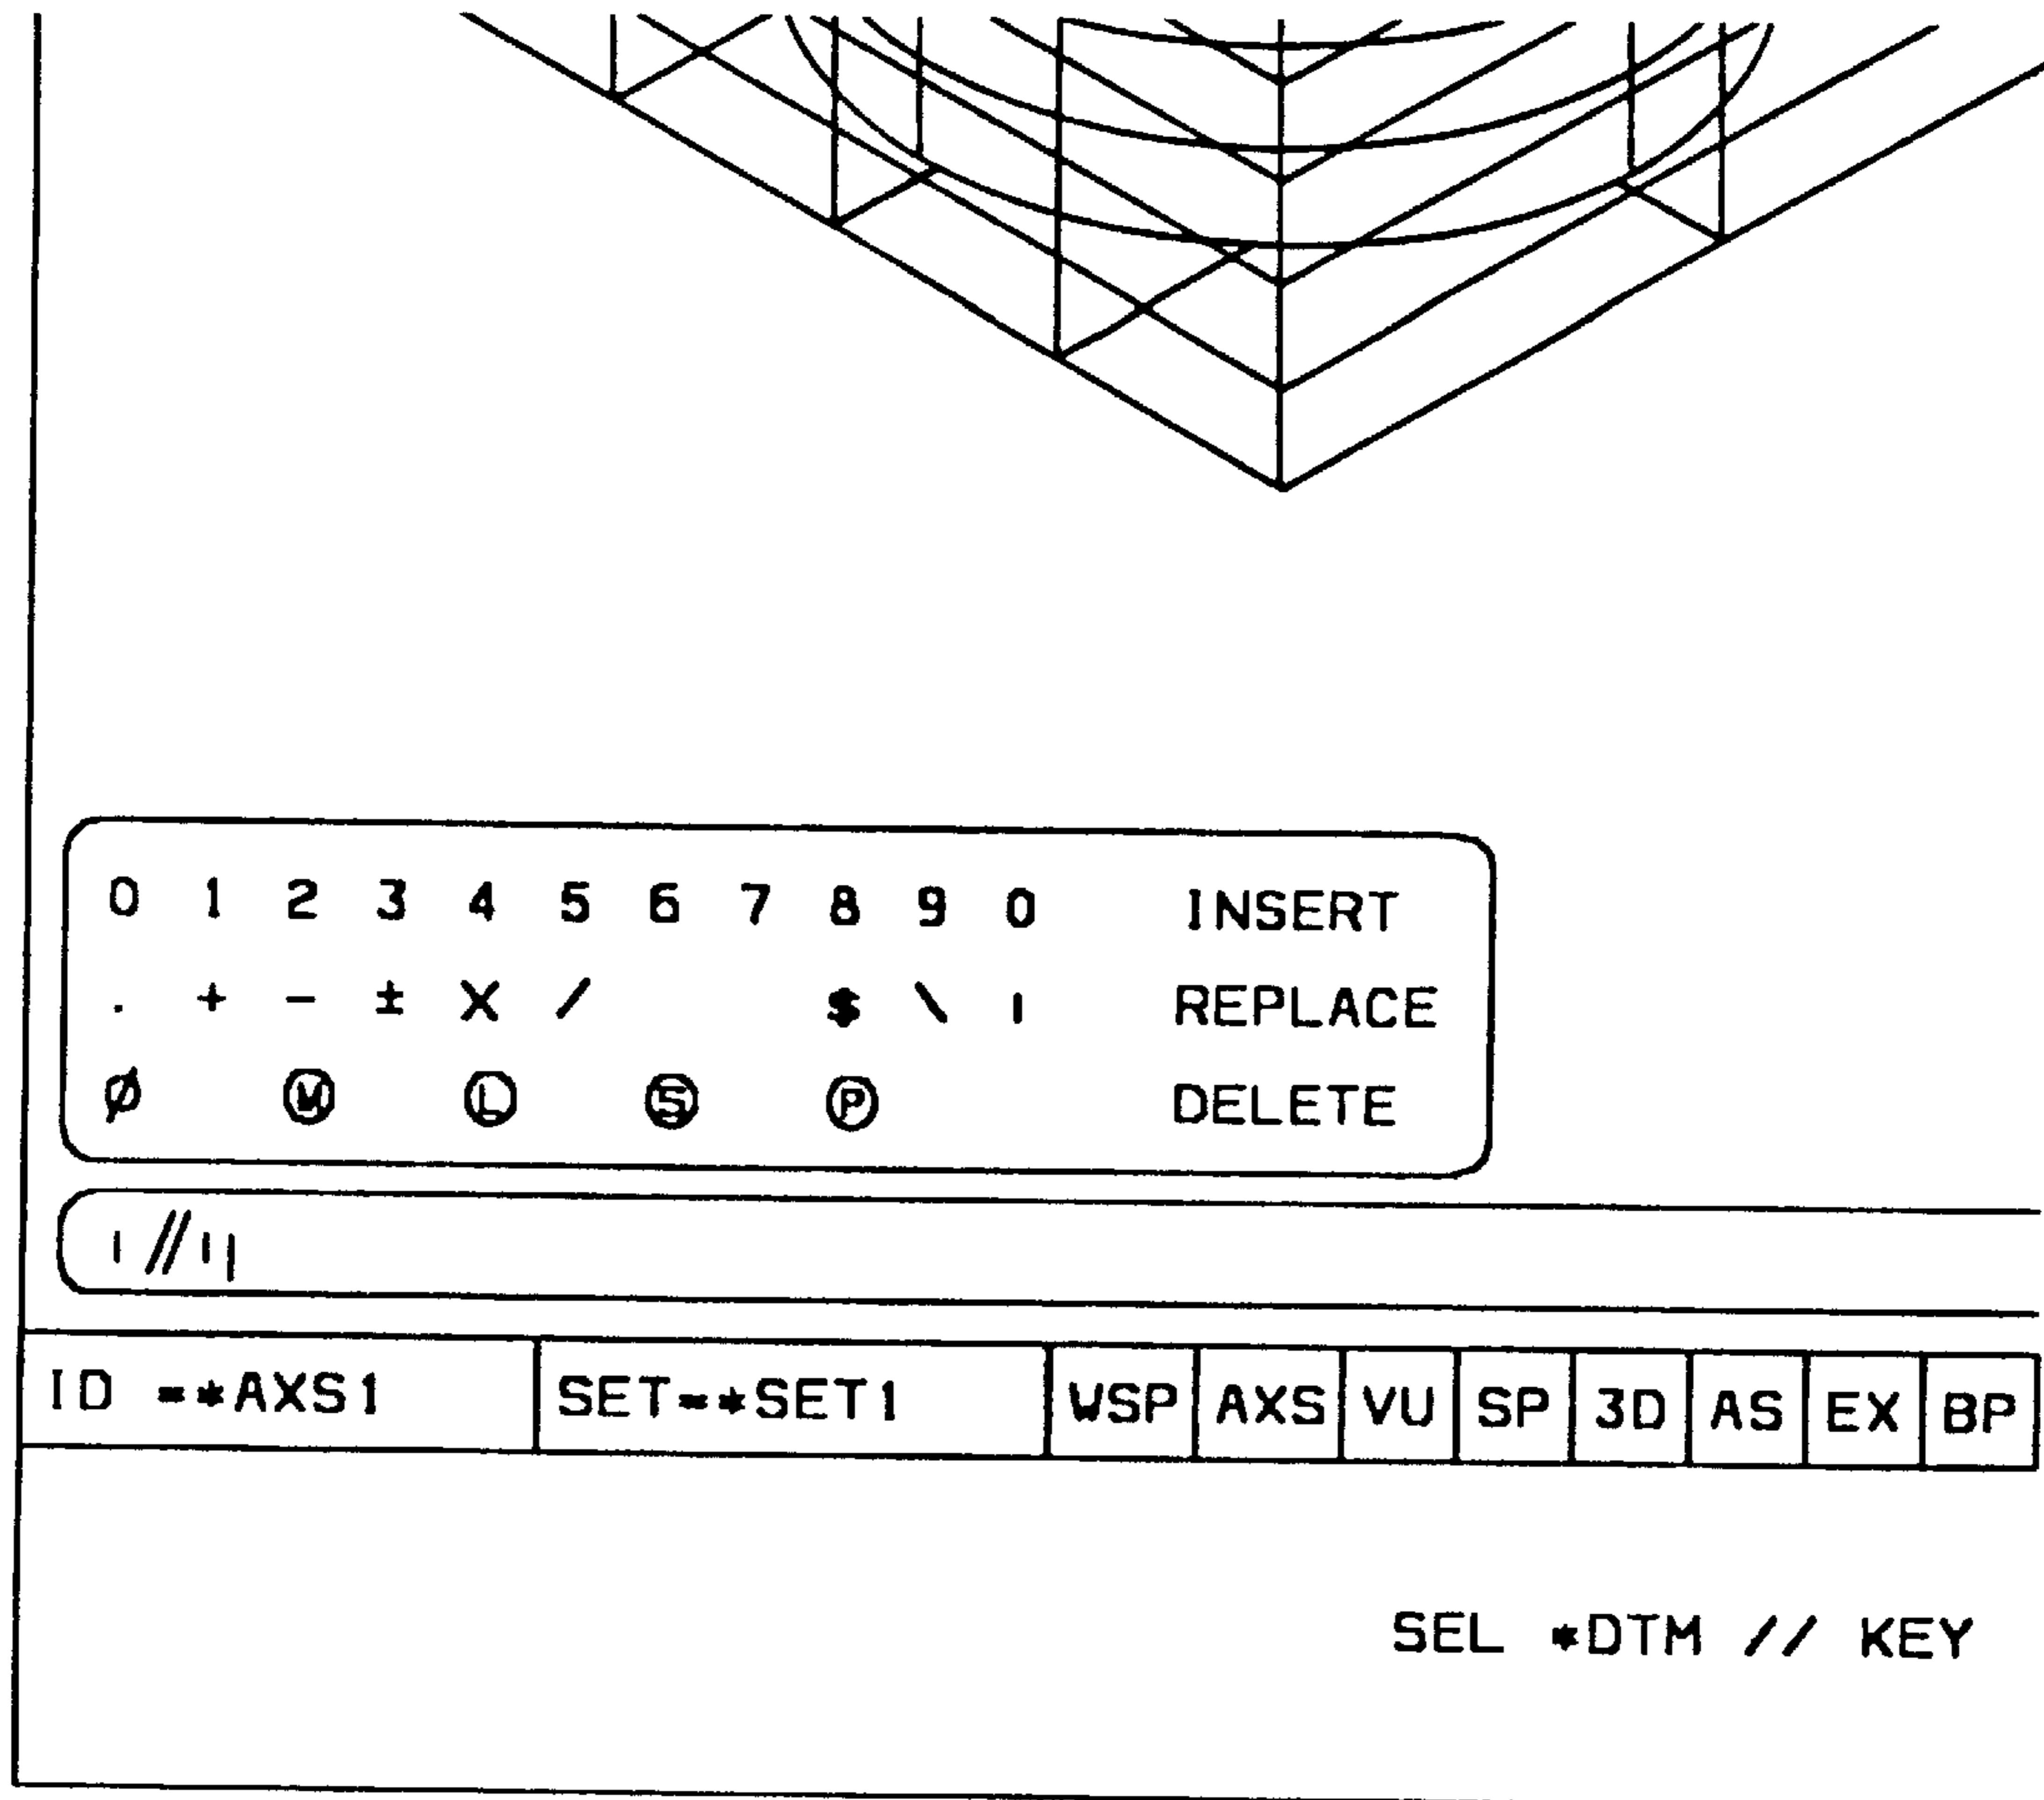 0 1 2 3 4 5 6 7 8 9 0 INSERT
. + - ± X / $ \ ı REPLACE
Ø Ⓜ Ⓛ Ⓢ Ⓟ DELETE
ı//ı
ID =*AXS1 SET=*SET1 WSP AXS VU SP 3D AS EX BP
SEL *DTM // KEY